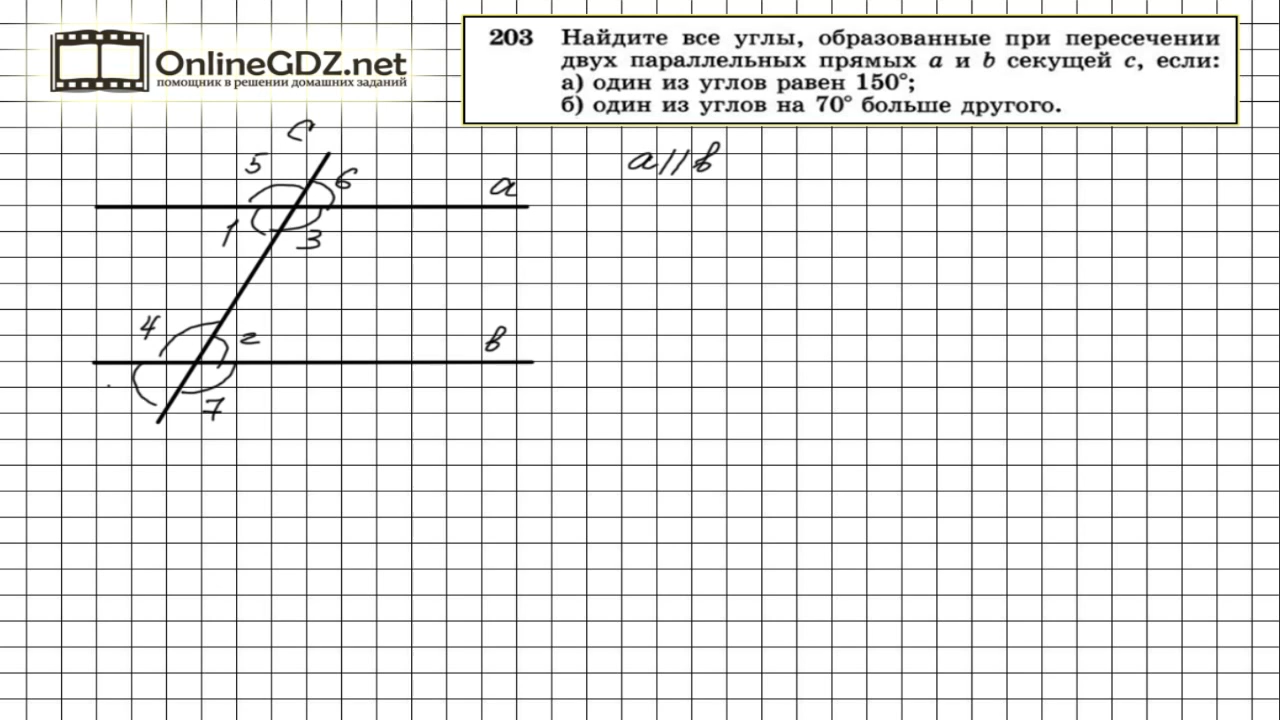 OnlineGDZ.net
помощник в решении домашних заданий
203 Найдите все углы, образованные при пересечении
двух параллельных прямых a и b секущей c, если:
а) один из углов равен 150°;
б) один из углов на 70° больше другого.
c
a//b
5
6
a
1
3
4
2
b
7